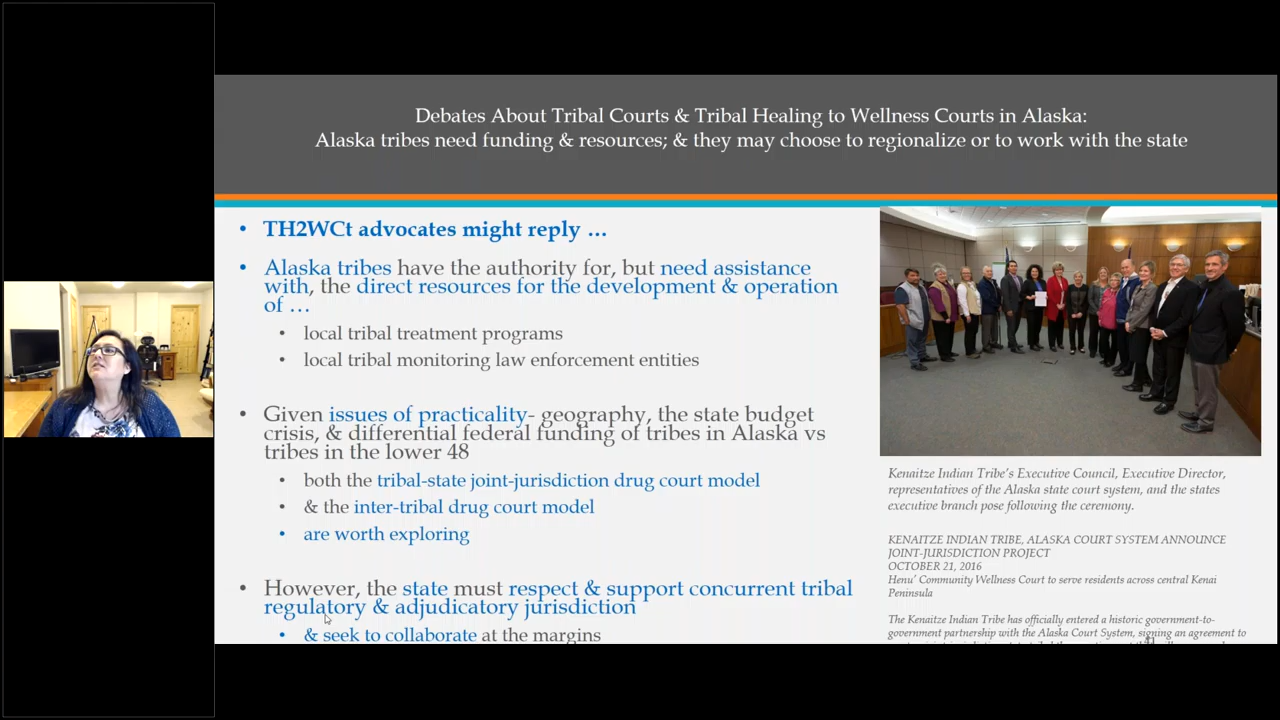 Debates About Tribal Courts & Tribal Healing to Wellness Courts in Alaska:
Alaska tribes need funding & resources; & they may choose to regionalize or to work with the state
• TH2WCt advocates might reply …
• Alaska tribes have the authority for, but need assistance
with, the direct resources for the development & operation
of …
• local tribal treatment programs
• local tribal monitoring law enforcement entities
• Given issues of practicality- geography, the state budget
crisis, & differential federal funding of tribes in Alaska vs
tribes in the lower 48
• both the tribal-state joint-jurisdiction drug court model
• & the inter-tribal drug court model
• are worth exploring
• However, the state must respect & support concurrent tribal
regulatory & adjudicatory jurisdiction
• & seek to collaborate at the margins
Kenaitze Indian Tribe's Executive Council, Executive Director,
representatives of the Alaska state court system, and the states
executive branch pose following the ceremony.
KENAITZE INDIAN TRIBE, ALASKA COURT SYSTEM ANNOUNCE
JOINT-JURISDICTION PROJECT
OCTOBER 21, 2016
Henu' Community Wellness Court to serve residents across central Kenai
Peninsula
The Kenaitze Indian Tribe has officially entered a historic government-to-
government partnership with the Alaska Court System, signing an agreement to